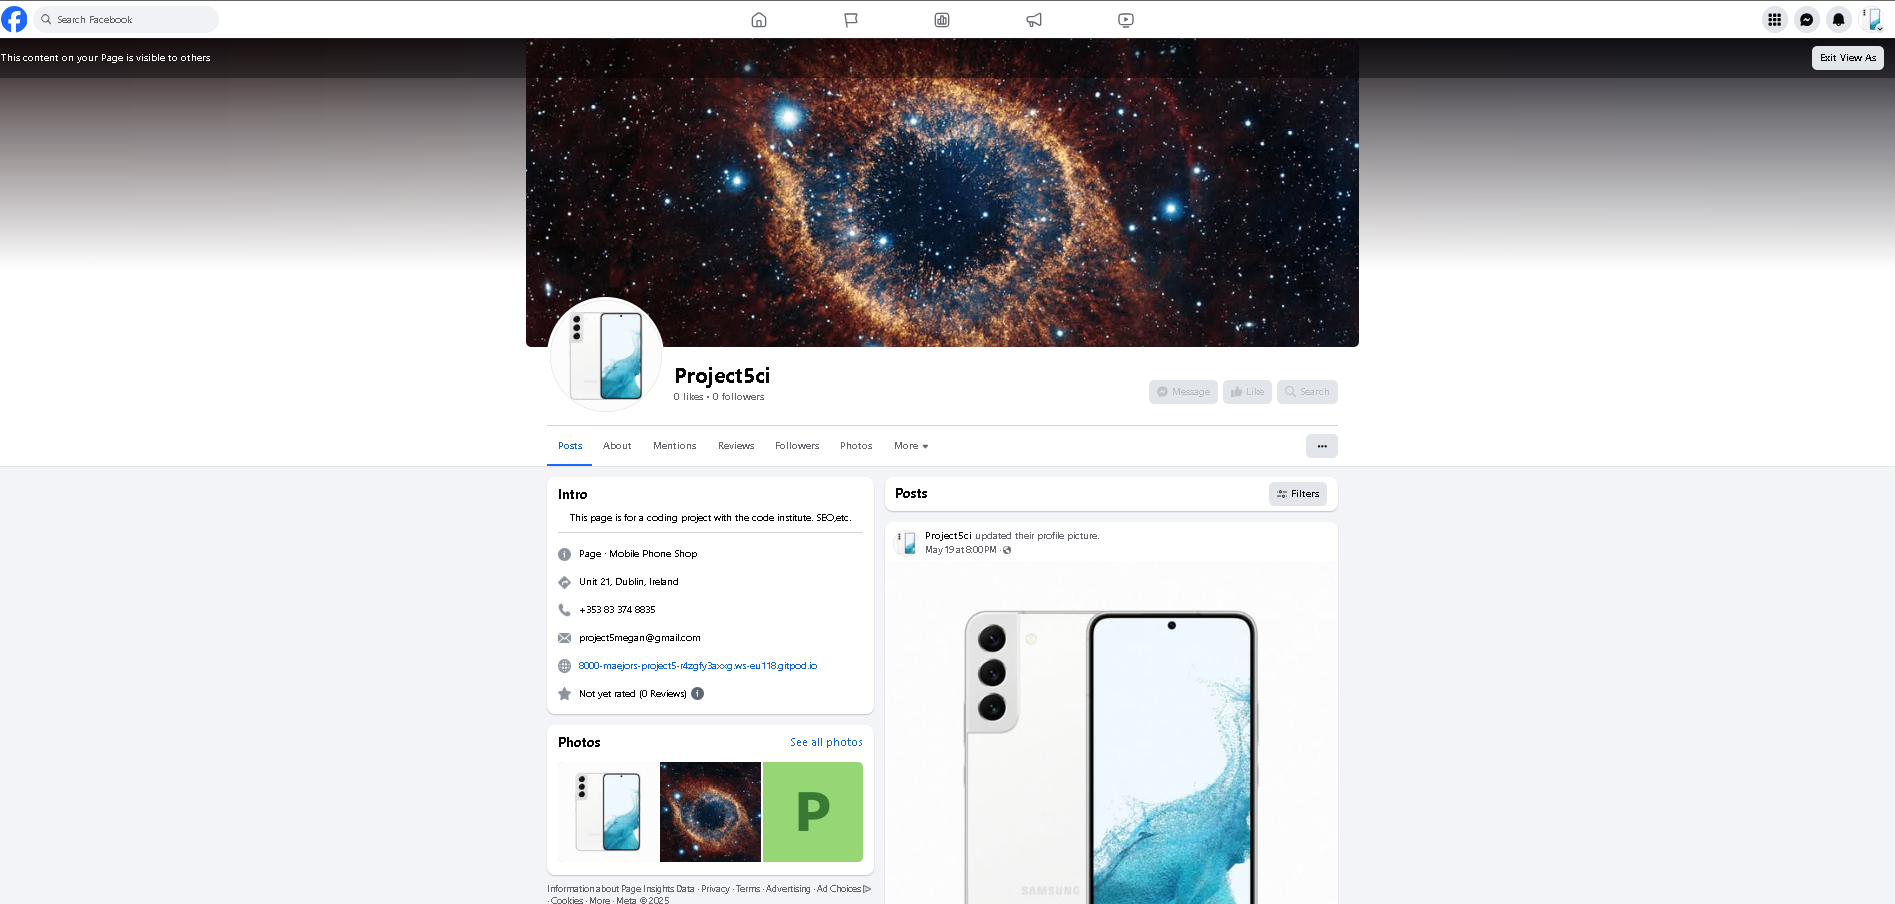 Search Facebook
This content on your Page is visible to others
Exit View As
Project5ci
0 likes • 0 followers
Message
Like
Search
Posts
About
Mentions
Reviews
Followers
Photos
More
Intro
This page is for a coding project with the code institute. SEO,etc.
Page · Mobile Phone Shop
Unit 21, Dublin, Ireland
+353 83 374 8835
project5megan@gmail.com
8000-maejors-project5-r4zgfy3axxg.ws-eu118.gitpod.io
Not yet rated (0 Reviews)
Photos
See all photos
P
Information about Page Insights Data · Privacy · Terms · Advertising · Ad Choices
· Cookies · More · Meta © 2025
Posts
Filters
Project5ci updated their profile picture.
May 19 at 8:00 PM ·
SAMSUNG